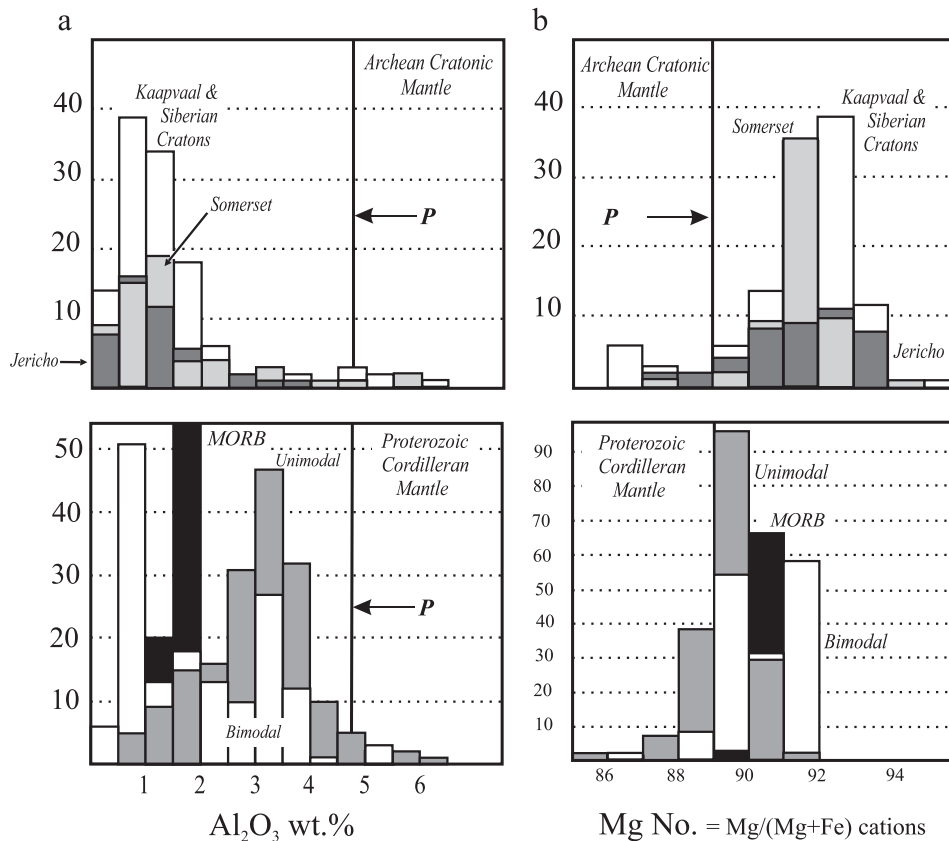 a
40
30
20
10
Kaapvaal &
Siberian
Cratons
Somerset
Jericho
Archean Cratonic
Mantle
P
b
40
30
20
10
Archean Cratonic
Mantle
P
Somerset
Kaapvaal &
Siberian
Cratons
Jericho
50
40
30
20
10
MORB
Unimodal
Bimodal
Proterozoic
Cordilleran
Mantle
P
1 2 3 4 5 6
Al₂O₃ wt.%
90
80
70
60
50
40
30
20
10
Proterozoic
Cordilleran
Mantle
Unimodal
MORB
Bimodal
86 88 90 92 94
Mg No. = Mg/(Mg+Fe) cations